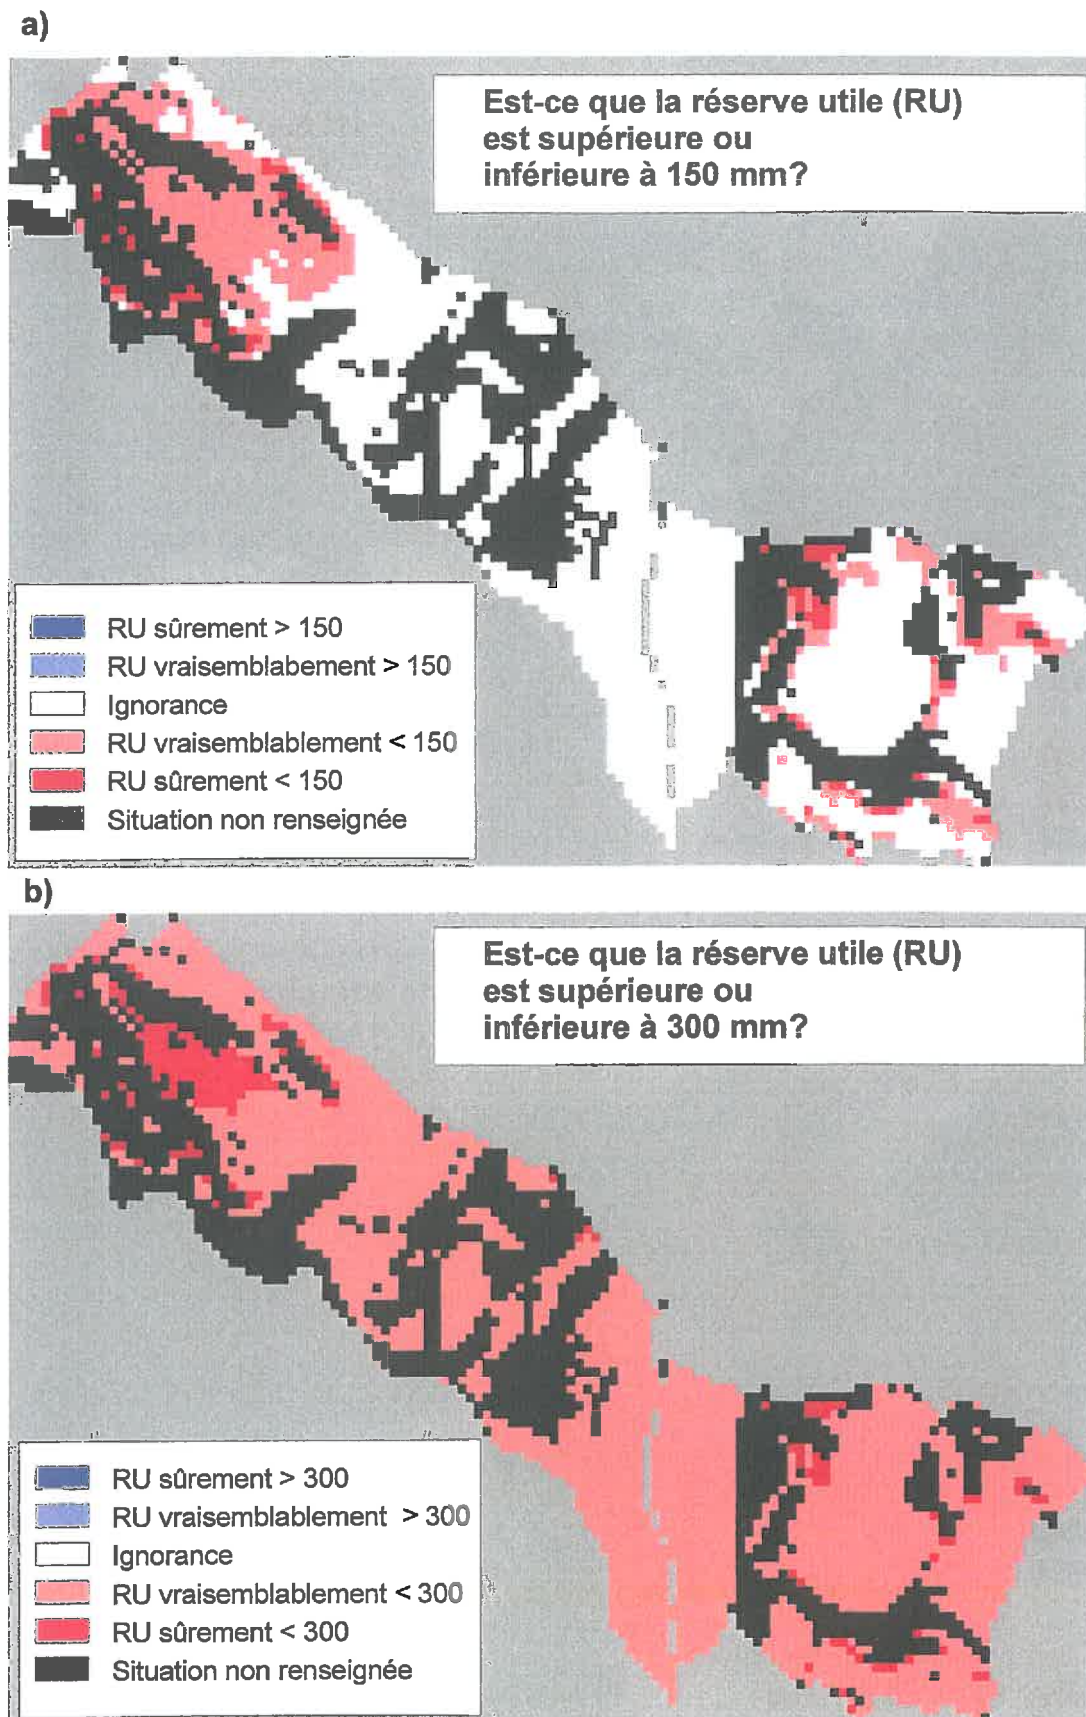 a)
Est-ce que la réserve utile (RU)
est supérieure ou
inférieure à 150 mm?
RU sûrement > 150
RU vraisemblabement > 150
Ignorance
RU vraisemblablement < 150
RU sûrement < 150
Situation non renseignée
b)
Est-ce que la réserve utile (RU)
est supérieure ou
inférieure à 300 mm?
RU sûrement > 300
RU vraisemblablement > 300
Ignorance
RU vraisemblablement < 300
RU sûrement < 300
Situation non renseignée